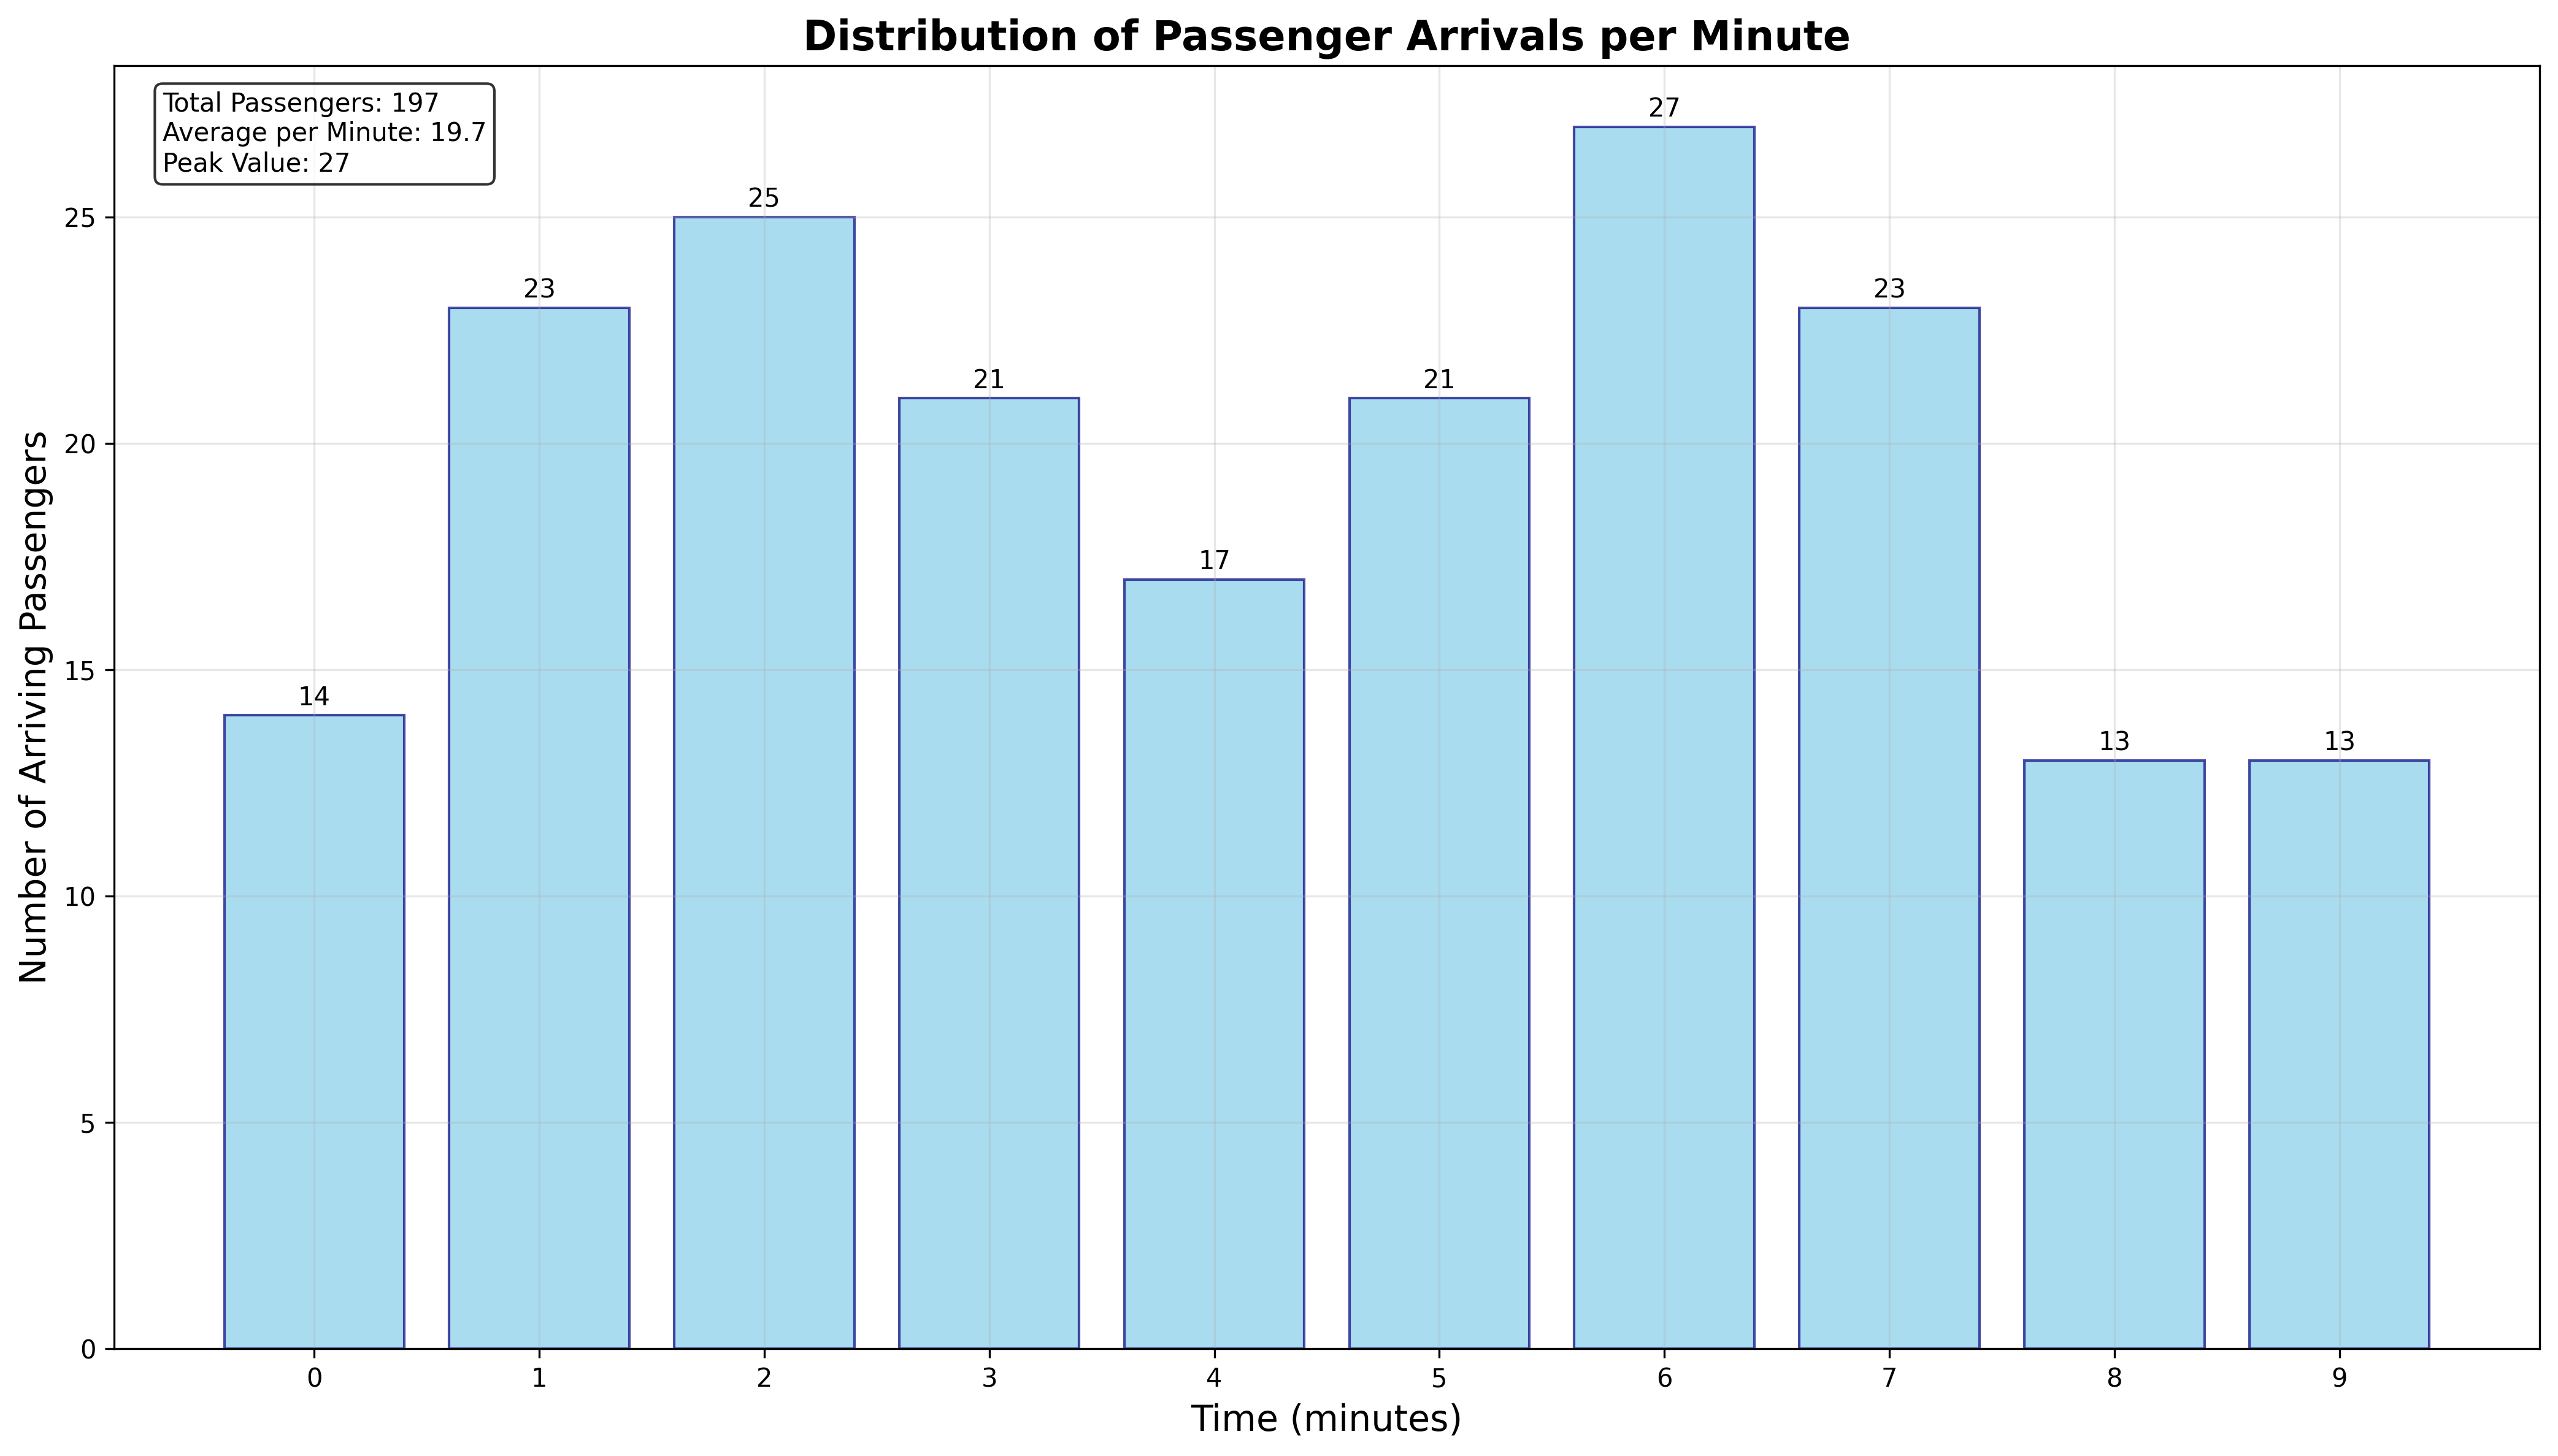 Distribution of Passenger Arrivals per Minute
Total Passengers: 197
Average per Minute: 19.7
Peak Value: 27
Number of Arriving Passengers
25
20
15
10
5
0
14
23
25
21
17
21
27
23
13
13
0 1 2 3 4 5 6 7 8 9
Time (minutes)